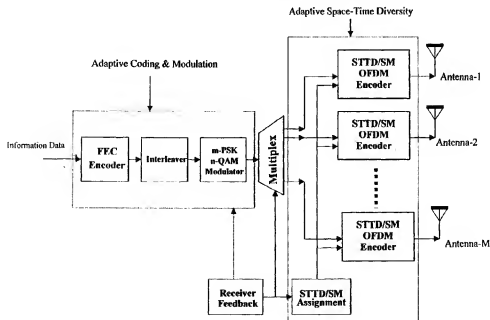 Adaptive Space-Time Diversity
Adaptive Coding & Modulation
STTD/SM
OFDM
Encoder
Antenna-1
Information Data
FEC
Encoder
Interleaver
m-PSK
n-QAM
Modulator
Multiplex
STTD/SM
OFDM
Encoder
Antenna-2
STTD/SM
OFDM
Encoder
Antenna-M
Receiver
Feedback
STTD/SM
Assignment